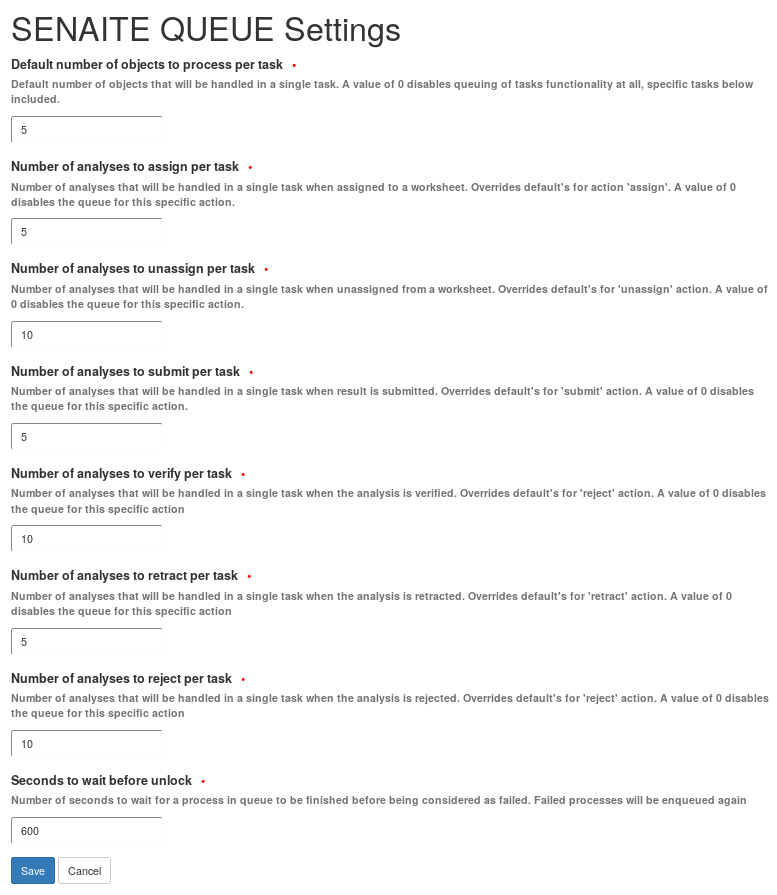 SENAITE QUEUE Settings
Default number of objects to process per task •
Default number of objects that will be handled in a single task. A value of 0 disables queuing of tasks functionality at all, specific tasks below
included.
5
Number of analyses to assign per task •
Number of analyses that will be handled in a single task when assigned to a worksheet. Overrides default's for action 'assign'. A value of 0
disables the queue for this specific action.
5
Number of analyses to unassign per task •
Number of analyses that will be handled in a single task when unassigned from a worksheet. Overrides default's for 'unassign' action. A value of
0 disables the queue for this specific action.
10
Number of analyses to submit per task •
Number of analyses that will be handled in a single task when result is submitted. Overrides default's for 'submit' action. A value of 0 disables
the queue for this specific action.
5
Number of analyses to verify per task •
Number of analyses that will be handled in a single task when the analysis is verified. Overrides default's for 'reject' action. A value of 0 disables
the queue for this specific action
10
Number of analyses to retract per task •
Number of analyses that will be handled in a single task when the analysis is retracted. Overrides default's for 'retract' action. A value of 0
disables the queue for this specific action
5
Number of analyses to reject per task •
Number of analyses that will be handled in a single task when the analysis is rejected. Overrides default's for 'reject' action. A value of 0 disables
the queue for this specific action
10
Seconds to wait before unlock •
Number of seconds to wait for a process in queue to be finished before being considered as failed. Failed processes will be enqueued again
600
Save Cancel